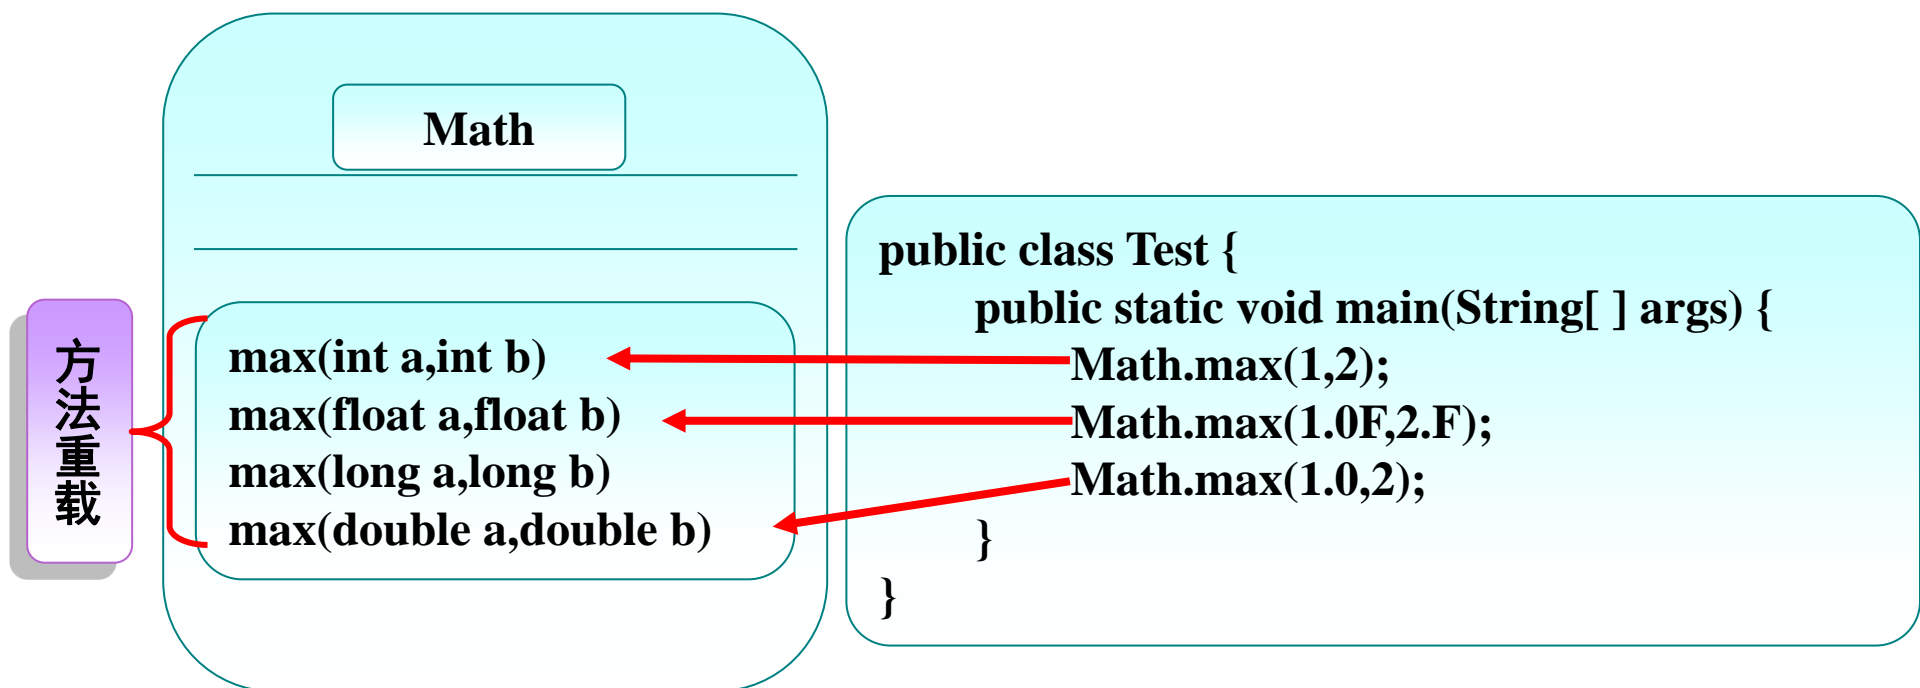 Math
方法重载
max(int a,int b)
max(float a,float b)
max(long a,long b)
max(double a,double b)
public class Test {
public static void main(String[ ] args) {
Math.max(1,2);
Math.max(1.0F,2.F);
Math.max(1.0,2);
}
}